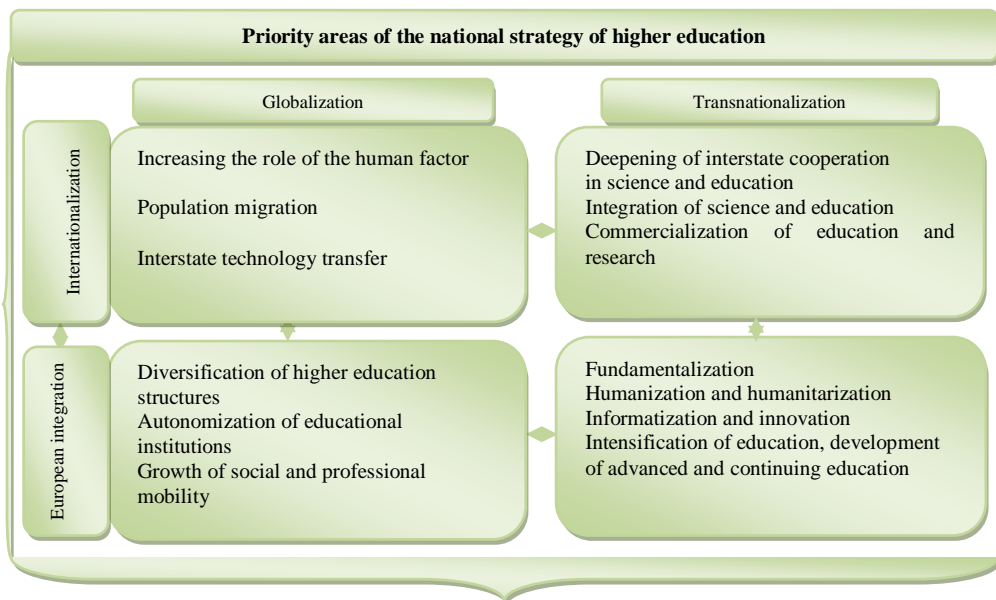 Priority areas of the national strategy of higher education
Globalization
Transnationalization
Internationalization
Increasing the role of the human factor
Population migration
Interstate technology transfer
Deepening of interstate cooperation
in science and education
Integration of science and education
Commercialization of education and
research
European integration
Diversification of higher education
structures
Autonomization of educational
institutions
Growth of social and professional
mobility
Fundamentalization
Humanization and humanitarization
Informatization and innovation
Intensification of education, development
of advanced and continuing education